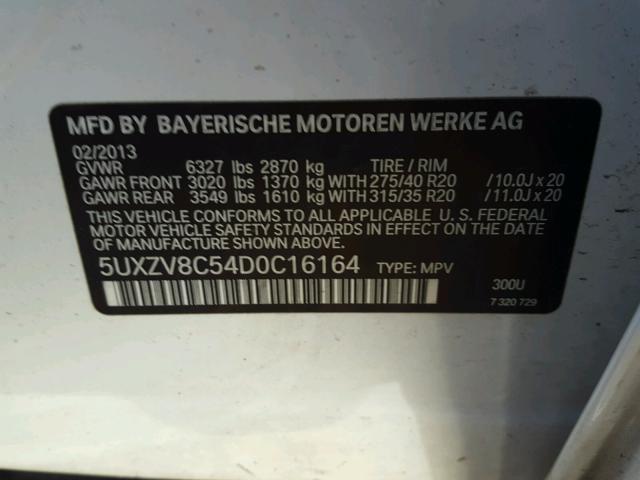 MFD BY BAYERISCHE MOTOREN WERKE AG
02/2013
GVWR 6327 lbs 2870 kg TIRE / RIM
GAWR FRONT 3020 lbs 1370 kg WITH 275/40 R20 /10.0J x 20
GAWR REAR 3549 lbs 1610 kg WITH 315/35 R20 /11.0J x 20
THIS VEHICLE CONFORMS TO ALL APPLICABLE U. S. FEDERAL
MOTOR VEHICLE SAFETY STANDARDS IN EFFECT ON THE
DATE OF MANUFACTURE SHOWN ABOVE.
5UXZV8C54D0C16164 TYPE: MPV
300U
7 320 729